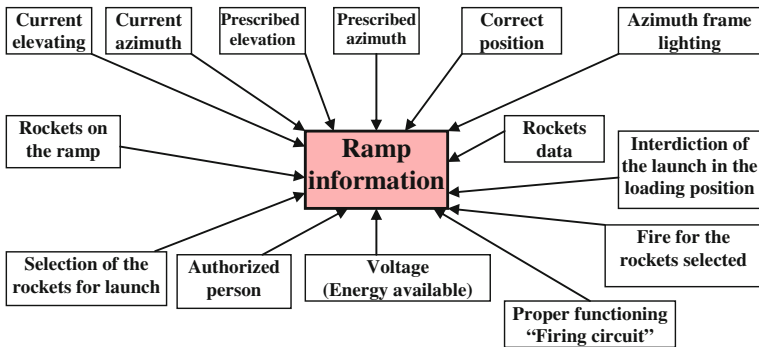 Current
elevating
Current
azimuth
Prescribed
elevation
Prescribed
azimuth
Correct
position
Azimuth frame
lighting
Rockets on
the ramp
Ramp
information
Rockets
data
Interdiction of
the launch in the
loading position
Selection of the
rockets for launch
Authorized
person
Voltage
(Energy available)
Fire for the
rockets selected
Proper functioning
“Firing circuit”